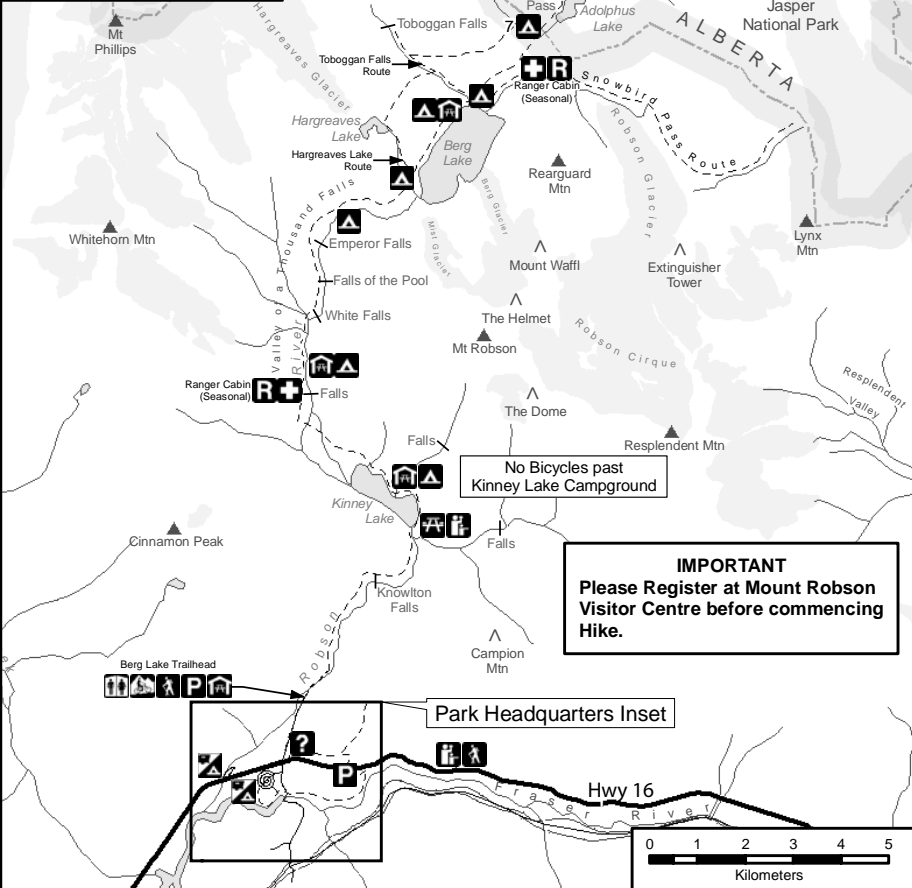 Mt
Phillips
Hargreaves Glacier
Toboggan Falls
Pass
Adolphus
Lake
7
ALBERTA
Jasper
National Park
Toboggan Falls
Route
R
Ranger Cabin
(Seasonal)
Snowbird Pass Route
Hargreaves
Lake
Berg
Lake
Robson Glacier
Hargreaves Lake
Route
Rearguard
Mtn
Valley of a Thousand Falls
Berg Glacier
Mist Glacier
Whitehorn Mtn
Emperor Falls
Lynx
Mtn
Mount Waffl
Extinguisher
Tower
Falls of the Pool
White Falls
The Helmet
Robson Cirque
Mt Robson
River
Ranger Cabin
(Seasonal)
R
Falls
Resplendent
Valley
The Dome
Falls
Resplendent Mtn
No Bicycles past
Kinney Lake Campground
Kinney
Lake
Falls
Cinnamon Peak
IMPORTANT
Please Register at Mount Robson
Visitor Centre before commencing
Hike.
Knowlton
Falls
Robson
Campion
Mtn
Berg Lake Trailhead
P
Park Headquarters Inset
?
P
Hwy 16
Fraser River
0 1 2 3 4 5
Kilometers